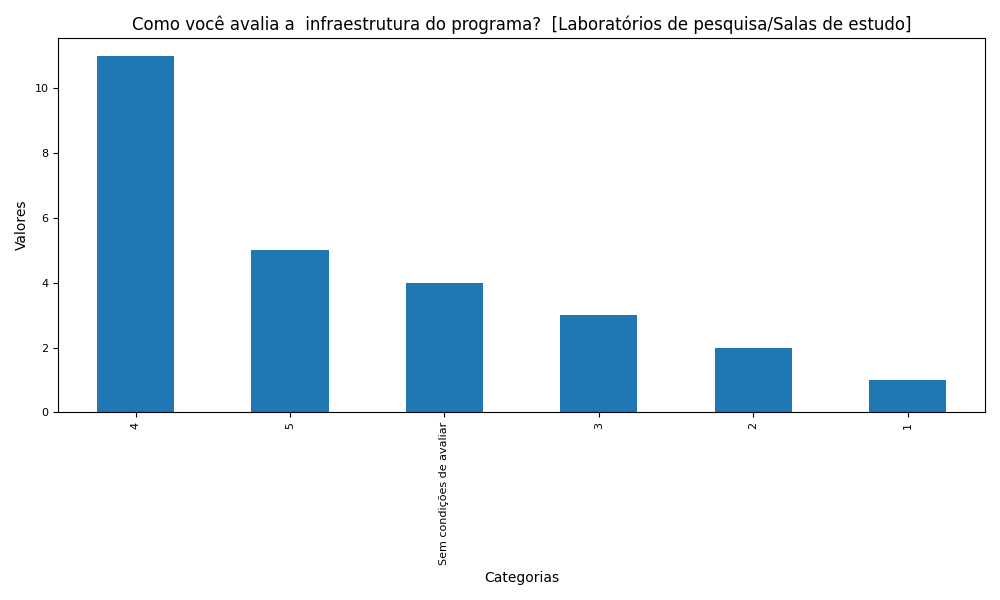 Como você avalia a  infraestrutura do programa?  [Laboratórios de pesquisa/Salas de estudo]
Valores
10
8
6
4
2
0
4
5
Sem condições de avaliar
3
2
1
Categorias